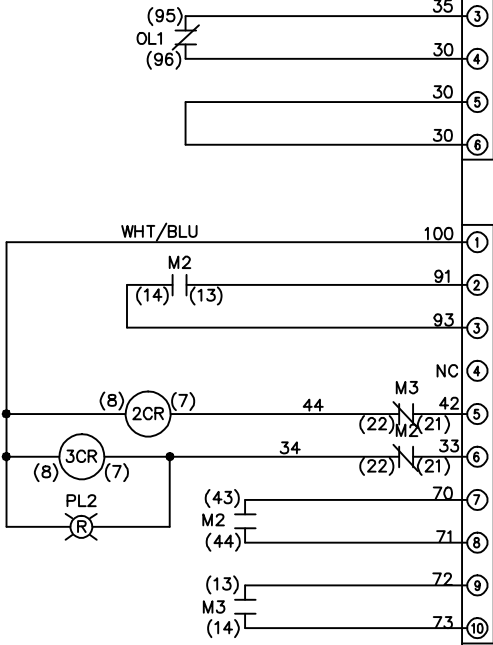 (95) 35 3
OL1
(96) 30 4
30 5
30 6
WHT/BLU 100 1
M2
(14) (13) 91 2
93 3
NC 4
M3
(8) 2CR (7) 44 (22) (21) 42 5
M2
(8) 3CR (7) 34 (22) (21) 33 6
PL2
R
(43) 70 7
M2
(44) 71 8
(13) 72 9
M3
(14) 73 10